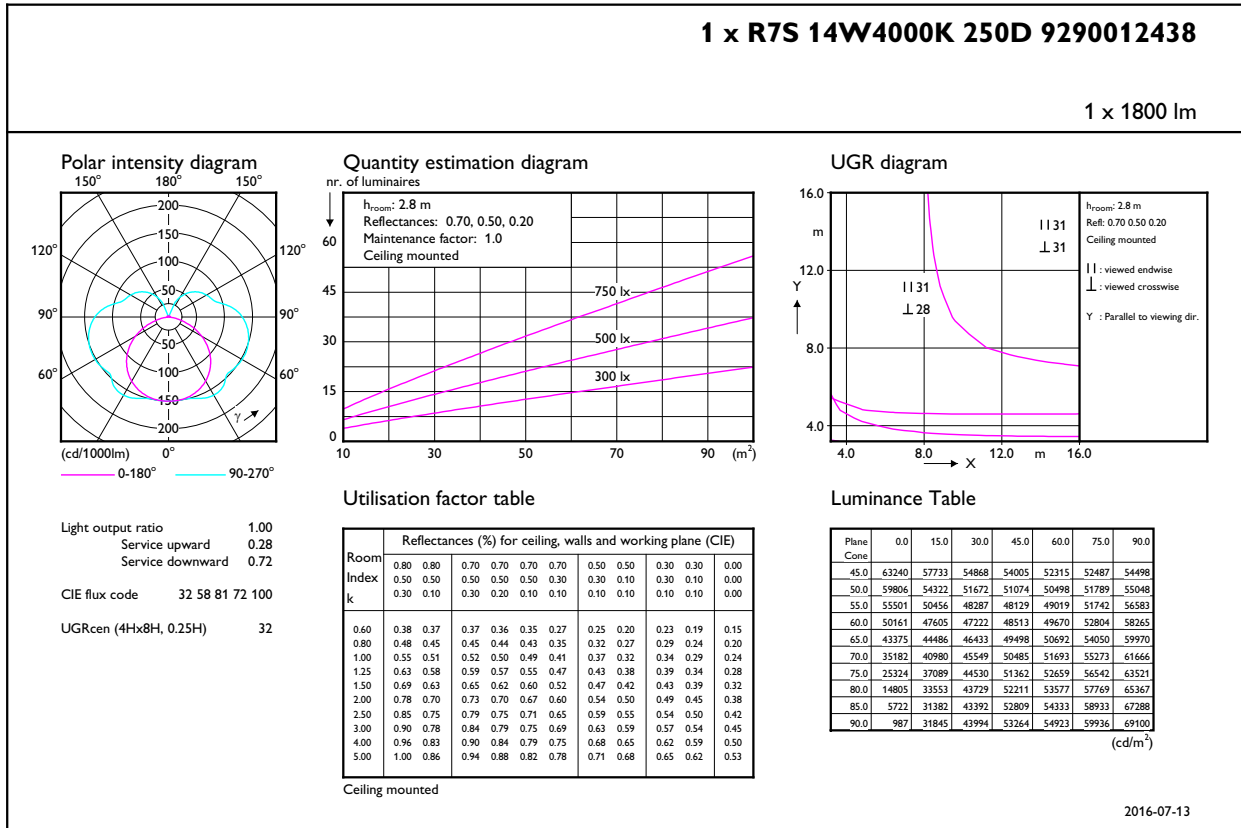 1 x R7S 14W4000K 250D 9290012438
1 x 1800 lm
Polar intensity diagram
150° 180° 150°
200
150
120° 120°
100
50
90° 90°
50
100
60° 60°
150
200
γ
(cd/1000lm) 0°
0-180° 90-270°
Light output ratio 1.00
Service upward 0.28
Service downward 0.72
CIE flux code 32 58 81 72 100
UGRcen (4Hx8H, 0.25H) 32
Quantity estimation diagram
nr. of luminaires
hroom: 2.8 m
Reflectances: 0.70, 0.50, 0.20
Maintenance factor: 1.0
Ceiling mounted
60
45
30
15
0
750 lx
500 lx
300 lx
10 30 50 70 90 (m²)
UGR diagram
16.0
m
12.0
Y
8.0
4.0
|| 31
⊥ 31
|| 31
⊥ 28
4.0 8.0 12.0 m 16.0
X
hroom: 2.8 m
Refl: 0.70 0.50 0.20
Ceiling mounted
|| : viewed endwise
⊥ : viewed crosswise
Y : Parallel to viewing dir.
Utilisation factor table
Reflectances (%) for ceiling, walls and working plane (CIE)
Room
Index
k
0.80 0.80 0.70 0.70 0.70 0.70 0.50 0.50 0.30 0.30 0.00
0.50 0.50 0.50 0.50 0.50 0.30 0.30 0.10 0.30 0.10 0.00
0.30 0.10 0.30 0.20 0.10 0.10 0.10 0.10 0.10 0.10 0.00
0.60 0.38 0.37 0.37 0.36 0.35 0.27 0.25 0.20 0.23 0.19 0.15
0.80 0.48 0.45 0.45 0.44 0.43 0.35 0.32 0.27 0.29 0.24 0.20
1.00 0.55 0.51 0.52 0.50 0.49 0.41 0.37 0.32 0.34 0.29 0.24
1.25 0.63 0.58 0.59 0.57 0.55 0.47 0.43 0.38 0.39 0.34 0.28
1.50 0.69 0.63 0.65 0.62 0.60 0.52 0.47 0.42 0.43 0.39 0.32
2.00 0.78 0.70 0.73 0.70 0.67 0.60 0.54 0.50 0.49 0.45 0.38
2.50 0.85 0.75 0.79 0.75 0.71 0.65 0.59 0.55 0.54 0.50 0.42
3.00 0.90 0.78 0.84 0.79 0.75 0.69 0.63 0.59 0.57 0.54 0.45
4.00 0.96 0.83 0.90 0.84 0.79 0.75 0.68 0.65 0.62 0.59 0.50
5.00 1.00 0.86 0.94 0.88 0.82 0.78 0.71 0.68 0.65 0.62 0.53
Ceiling mounted
Luminance Table
Plane 0.0 15.0 30.0 45.0 60.0 75.0 90.0
Cone
45.0 63240 57733 54868 54005 52315 52487 54498
50.0 59806 54322 51672 51074 50498 51789 55048
55.0 55501 50456 48287 48129 49019 51742 56583
60.0 50161 47605 47222 48513 49670 52804 58265
65.0 43375 44486 46433 49498 50692 54050 59970
70.0 35182 40980 45549 50485 51693 55273 61666
75.0 25324 37089 44530 51362 52659 56542 63521
80.0 14805 33553 43729 52211 53577 57769 65367
85.0 5722 31382 43392 52809 54333 58933 67288
90.0 987 31845 43994 53264 54923 59936 69100
(cd/m²)
2016-07-13